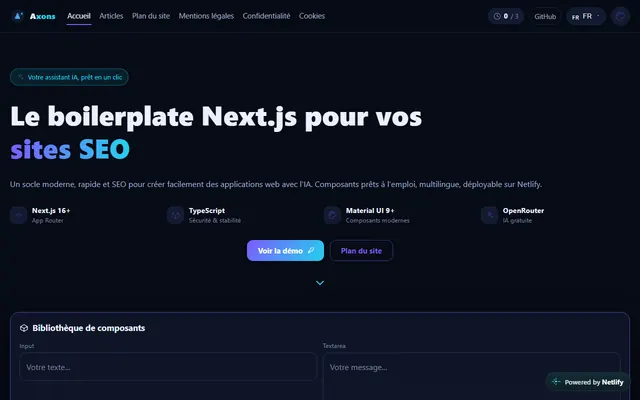 Axons
Accueil
Articles
Plan du site
Mentions légales
Confidentialité
Cookies
0 / 3
GitHub
FR FR
Votre assistant IA, prêt en un clic
Le boilerplate Next.js pour vos
sites SEO
Un socle moderne, rapide et SEO pour créer facilement des applications web avec l'IA. Composants prêts à l'emploi, multilingue, déployable sur Netlify.
Next.js 16+
App Router
TypeScript
Sécurité & stabilité
Material UI 9+
Composants modernes
OpenRouter
IA gratuite
Voir la démo
Plan du site
Bibliothèque de composants
Input
Textarea
Votre texte...
Votre message...
Powered by Netlify